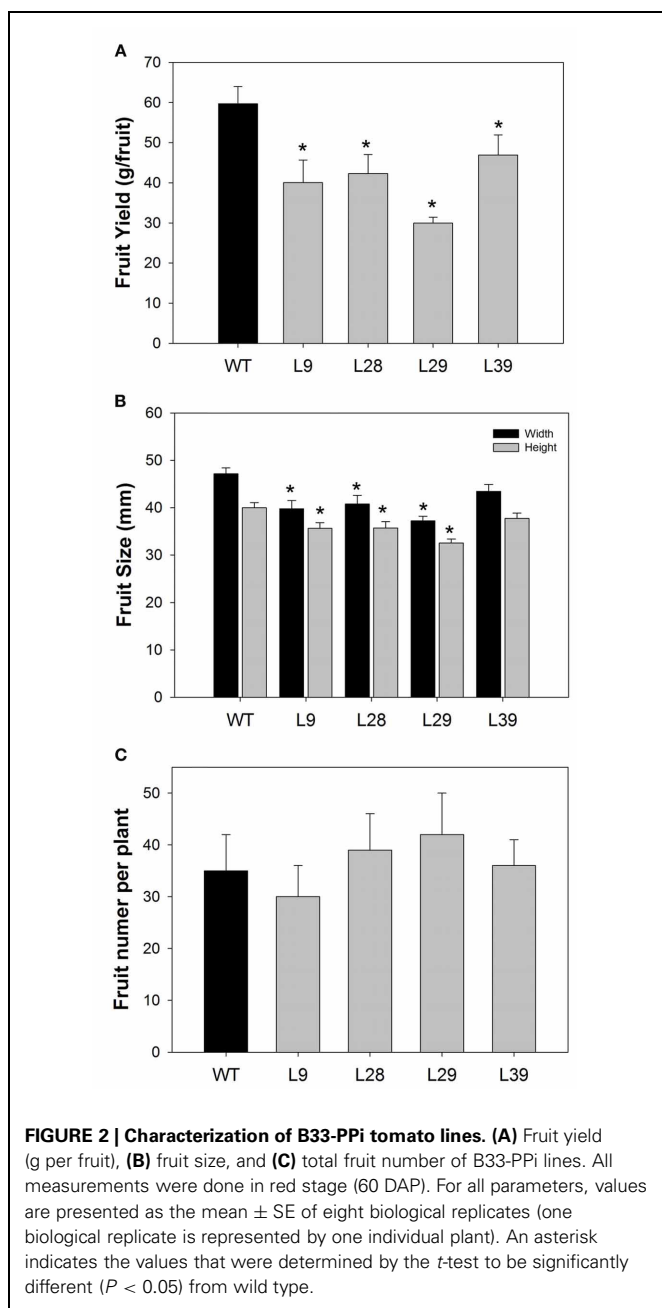 A
Fruit Yield (g/fruit)
70
60
50
40
30
20
10
0
*
*
*
*
WT L9 L28 L29 L39
B
Fruit Size (mm)
60
50
40
30
20
10
0
Width
Height
* *
* *
* *
WT L9 L28 L29 L39
C
Fruit numer per plant
50
40
30
20
10
0
WT L9 L28 L29 L39
FIGURE 2 | Characterization of B33-PPi tomato lines. (A) Fruit yield
(g per fruit), (B) fruit size, and (C) total fruit number of B33-PPi lines. All
measurements were done in red stage (60 DAP). For all parameters, values
are presented as the mean ± SE of eight biological replicates (one
biological replicate is represented by one individual plant). An asterisk
indicates the values that were determined by the t-test to be significantly
different (P < 0.05) from wild type.